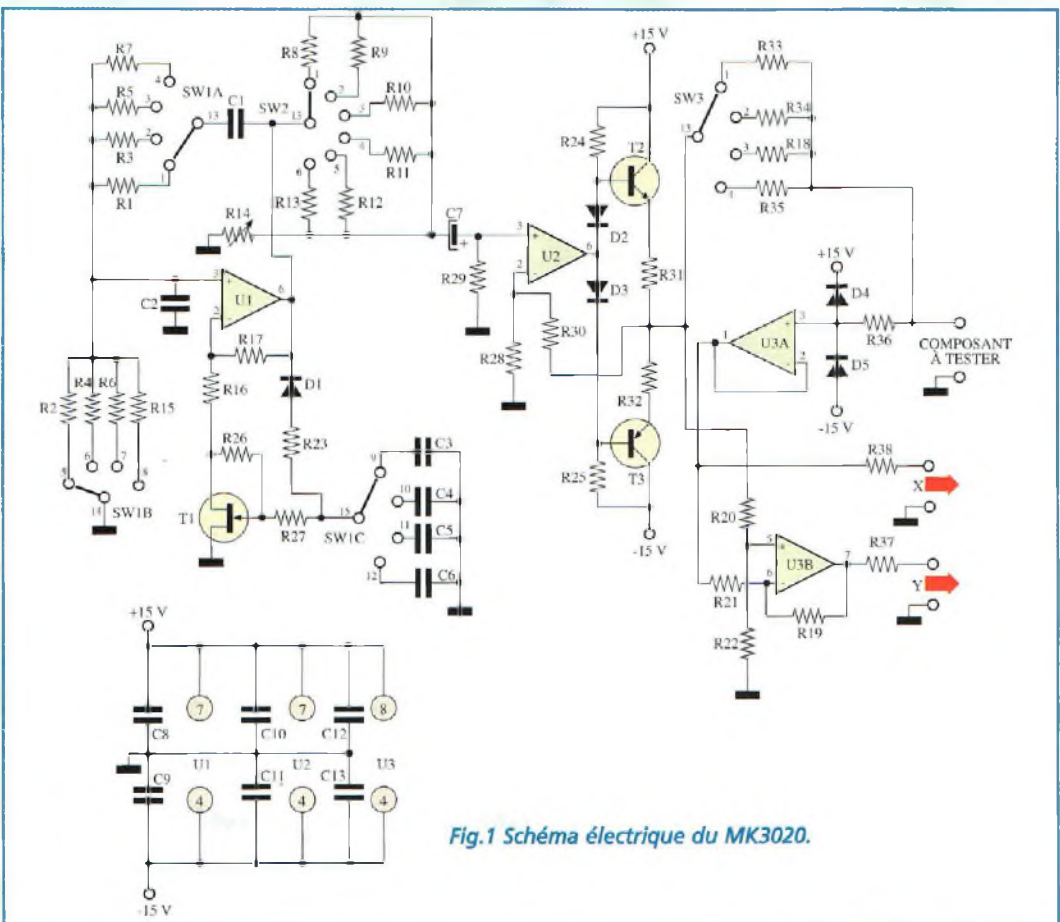 +15 V
R33
R7
R8
R9
SW1A
C1
SW2
SW3
R5
4
3
13
13
1
2
3
4
5
6
R10
R24
T2
13
1
2
R34
R3
2
R11
3
R18
R1
1
R13
R12
4
R35
R14
C7
D2
+
3
2
+
-
U2
6
R31
+15 V
R29
D3
D4
C2
3
2
+
-
U1
6
R30
1
U3A
+
-
3
2
R36
COMPOSANT
À TESTER
R17
R28
D5
R4
R6
R16
D1
R32
-15 V
R2
R15
R26
R23
C3
R25
T3
R38
X
8
6
7
8
9
14
SW1B
10
C4
R20
T1
R27
15
SW1C
11
C5
-15 V
5
6
+
-
U3B
7
R37
12
C6
R21
Y
R19
R22
+15 V
7
7
8
C8
C10
C12
C9
U1
C11
U2
C13
U3
4
4
4
-15 V
Fig.1 Schéma électrique du MK3020.